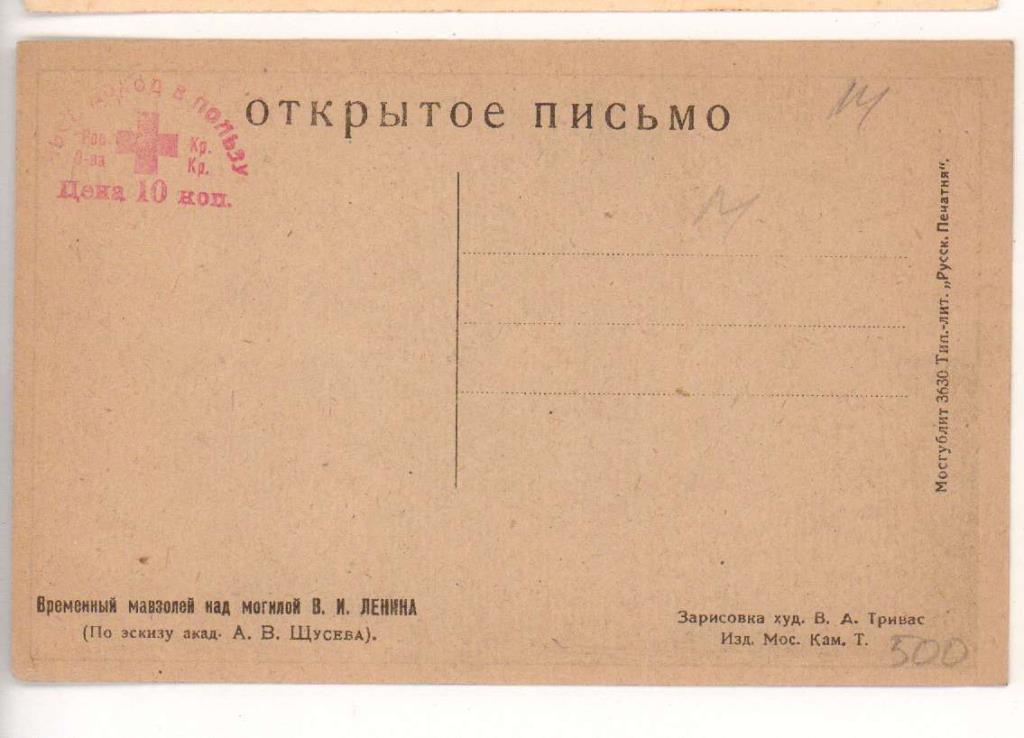 ДОХОД В ПОЛЬЗУ
Рос. Кр.
О-ва Кр.
Цена 10 коп.
ОТКРЫТОЕ ПИСЬМО
Мосгублит 3630 Тип.-лит. „Русск. Печатня“.
Временный мавзолей над могилой В. И. ЛЕНИНА
(По эскизу акад. А. В. Щусева).
Зарисовка худ. В. А. Тривас
Изд. Мос. Кам. Т.
500